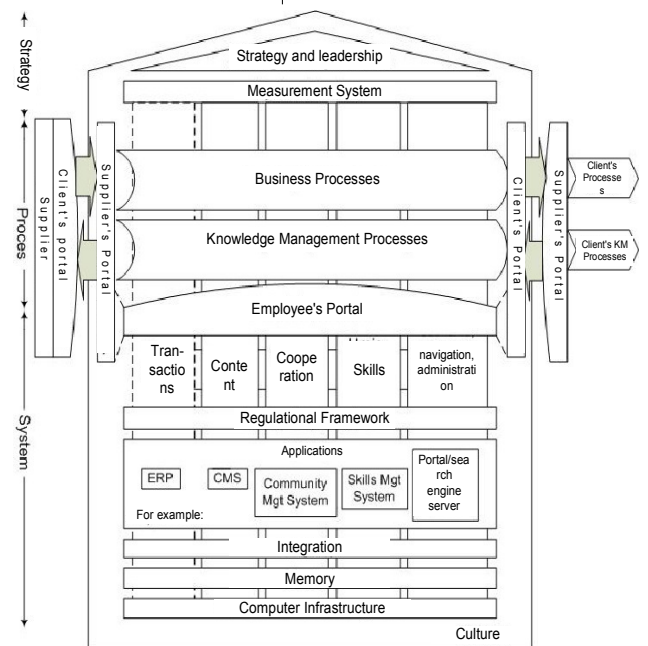 Strategy
Strategy and leadership
Measurement System
Proces
Supplier
Client's portal
Supplier's Portal
Business Processes
Client's Portal
Supplier's Portal
Client's
Processe
s
Knowledge Management Processes
Client's KM
Processes
Employee's Portal
System
Tran-
sactio
ns
Conte
nt
Coope
ration
Skills
navigation,
administrati
on
Regulational Framework
Applications
ERP
CMS
Community
Mgt System
Skills Mgt
System
Portal/sea
rch
engine
server
For example:
Integration
Memory
Computer Infrastructure
Culture